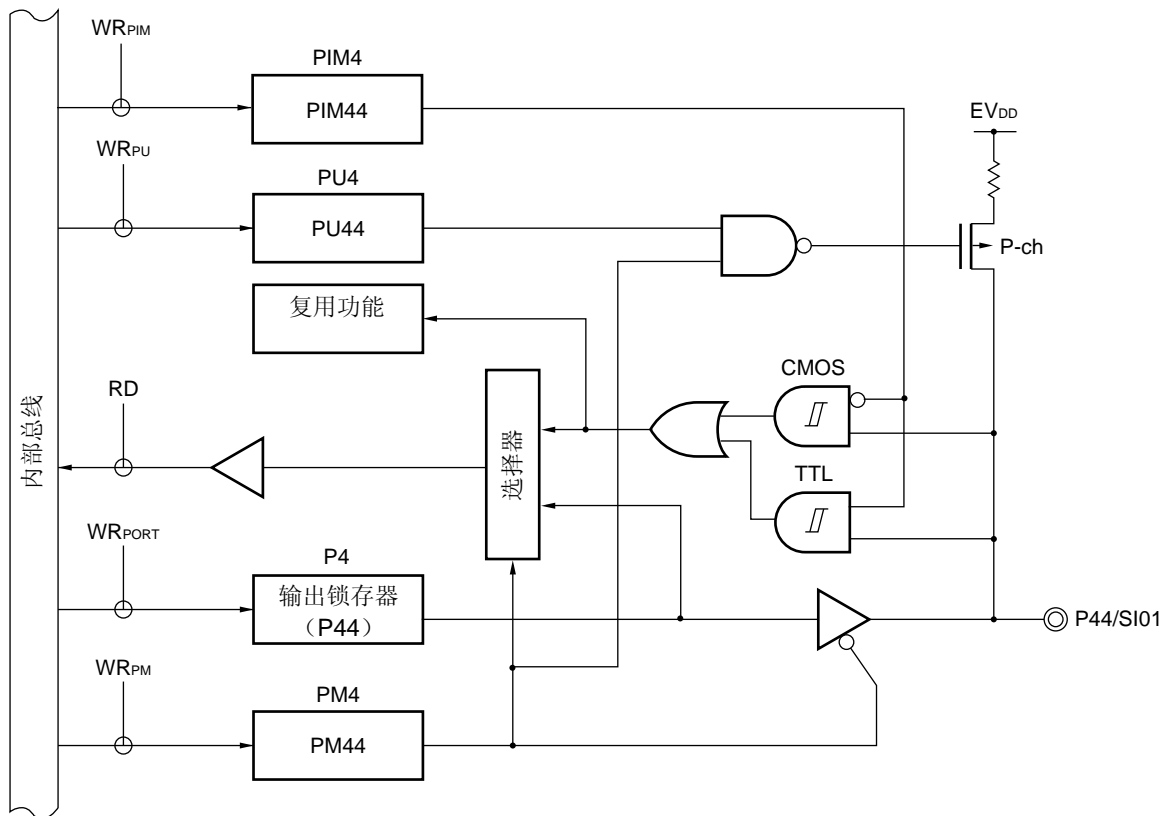 WRPIM
PIM4
PIM44
EVDD
WRPU
PU4
PU44
P-ch
复用功能
CMOS
RD
内部总线
选择器
TTL
WRPORT
P4
输出锁存器
（P44）
P44/SI01
WRPM
PM4
PM44